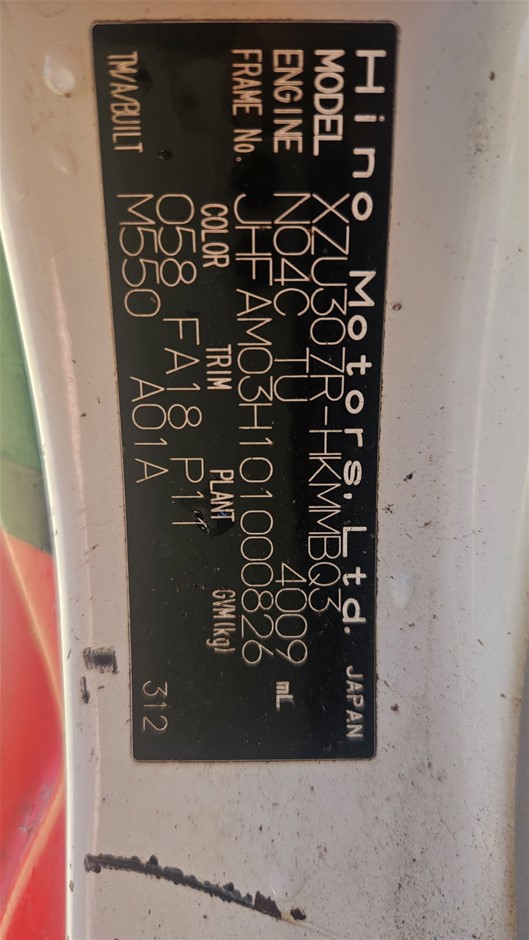 Hino Motors, Ltd. JAPAN
MODEL XZU307R-HKMMBQ3
ENGINE N04C TU 4009 mL
FRAME No. JHFAM03H101000826
COLOR TRIM PLANT GVM(kg)
058 FA18 P11
TM/A/BUILT M550 A01A 312